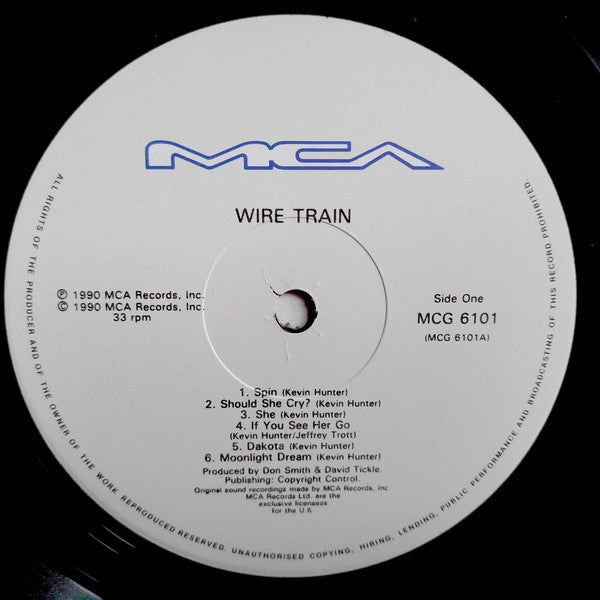 MCA
WIRE TRAIN
℗ 1990 MCA Records, Inc.
© 1990 MCA Records, Inc.
33 rpm
Side One
MCG 6101
(MCG 6101A)
1. Spin (Kevin Hunter)
2. Should She Cry? (Kevin Hunter)
3. She (Kevin Hunter)
4. If You See Her Go
(Kevin Hunter/Jeffrey Trott)
5. Dakota (Kevin Hunter)
6. Moonlight Dream (Kevin Hunter)
Produced by Don Smith & David Tickle.
Publishing: Copyright Control.
Original sound recordings made by MCA Records, Inc
MCA Records Ltd. are the
exclusive licensees
for the U.K.
ALL RIGHTS OF THE PRODUCER AND OF THE OWNER OF THE WORK REPRODUCED RESERVED. UNAUTHORISED COPYING, HIRING, LENDING, PUBLIC PERFORMANCE AND BROADCASTING OF THIS RECORD PROHIBITED.